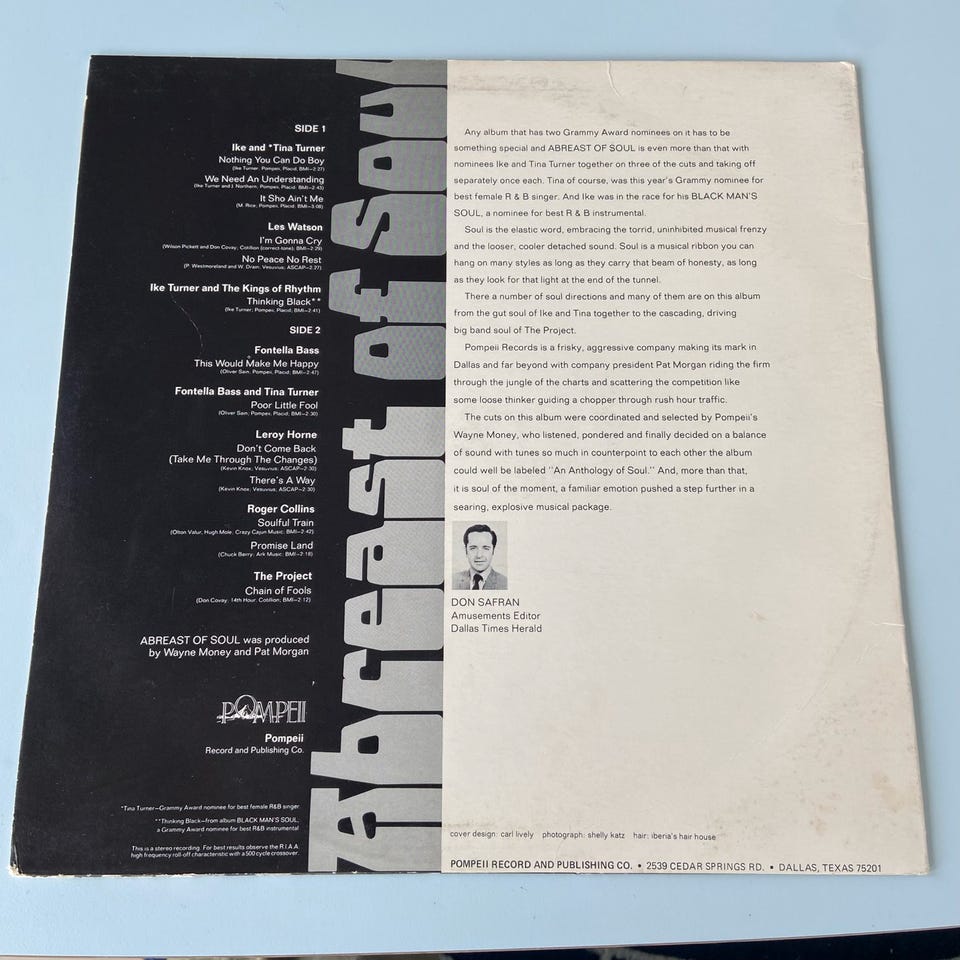 SIDE 1
Ike and *Tina Turner
Nothing You Can Do Boy
(Ike Turner; Pompeii, Placid; BMI–2:27)
We Need An Understanding
(Ike Turner and J. Northern; Pompeii, Placid; BMI–2:43)
It Sho Ain't Me
(M. Rice; Pompeii, Placid; BMI–3:08)
Les Watson
I'm Gonna Cry
(Wilson Pickett and Don Covay; Cotillion (correct-tone); BMI–2:29)
No Peace No Rest
(P. Westmoreland and W. Dram; Vesuvius; ASCAP–2:27)
Ike Turner and The Kings of Rhythm
Thinking Black**
(Ike Turner; Pompeii, Placid; BMI–2:41)
SIDE 2
Fontella Bass
This Would Make Me Happy
(Oliver Sain; Pompeii, Placid; BMI–2:47)
Fontella Bass and Tina Turner
Poor Little Fool
(Oliver Sain; Pompeii, Placid; BMI–2:30)
Leroy Horne
Don't Come Back
(Take Me Through The Changes)
(Kevin Knox; Vesuvius; ASCAP–2:30)
There's A Way
(Kevin Knox; Vesuvius; ASCAP–2:30)
Roger Collins
Soulful Train
(Olton Valur, Hugh Mole; Crazy Cajun Music; BMI–2:42)
Promise Land
(Chuck Berry; Ark Music; BMI–2:18)
The Project
Chain of Fools
(Don Covay; 14th Hour; Cotillion; BMI–2:12)
ABREAST OF SOUL was produced
by Wayne Money and Pat Morgan
POMPEII
Pompeii
Record and Publishing Co.
*Tina Turner–Grammy Award nominee for best female R&B singer.
**Thinking Black–from album BLACK MAN'S SOUL,
a Grammy Award nominee for best R&B instrumental
This is a stereo recording. For best results observe the R.I.A.A
high frequency roll-off characteristic with a 500 cycle crossover.
Abreast of Soul
Any album that has two Grammy Award nominees on it has to be
something special and ABREAST OF SOUL is even more than that with
nominees Ike and Tina Turner together on three of the cuts and taking off
separately once each. Tina of course, was this year's Grammy nominee for
best female R & B singer. And Ike was in the race for his BLACK MAN'S
SOUL, a nominee for best R & B instrumental.
Soul is the elastic word, embracing the torrid, uninhibited musical frenzy
and the looser, cooler detached sound. Soul is a musical ribbon you can
hang on many styles as long as they carry that beam of honesty, as long
as they look for that light at the end of the tunnel.
There a number of soul directions and many of them are on this album
from the gut soul of Ike and Tina together to the cascading, driving
big band soul of The Project.
Pompeii Records is a frisky, aggressive company making its mark in
Dallas and far beyond with company president Pat Morgan riding the firm
through the jungle of the charts and scattering the competition like
some loose thinker guiding a chopper through rush hour traffic.
The cuts on this album were coordinated and selected by Pompeii's
Wayne Money, who listened, pondered and finally decided on a balance
of sound with tunes so much in counterpoint to each other the album
could well be labeled "An Anthology of Soul." And, more than that,
it is soul of the moment, a familiar emotion pushed a step further in a
searing, explosive musical package.
DON SAFRAN
Amusements Editor
Dallas Times Herald
cover design: carl lively photograph: shelly katz hair: iberia's hair house
POMPEII RECORD AND PUBLISHING CO. • 2539 CEDAR SPRINGS RD. • DALLAS, TEXAS 75201